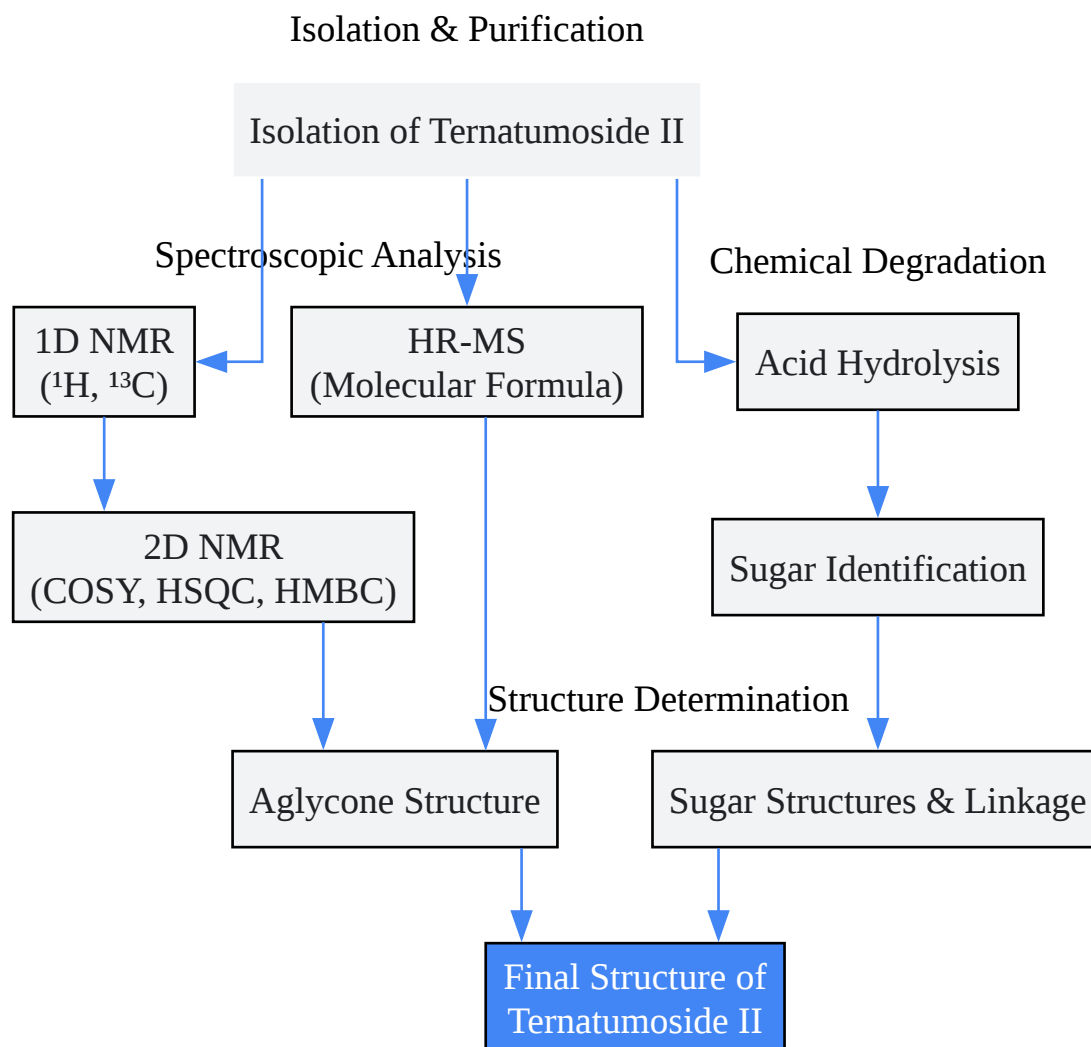 Isolation & Purification
Isolation of Ternatumoside II
Spectroscopic Analysis
Chemical Degradation
1D NMR
(¹H, ¹³C)
HR-MS
(Molecular Formula)
Acid Hydrolysis
2D NMR
(COSY, HSQC, HMBC)
Sugar Identification
Structure Determination
Aglycone Structure
Sugar Structures & Linkage
Final Structure of
Ternatumoside II